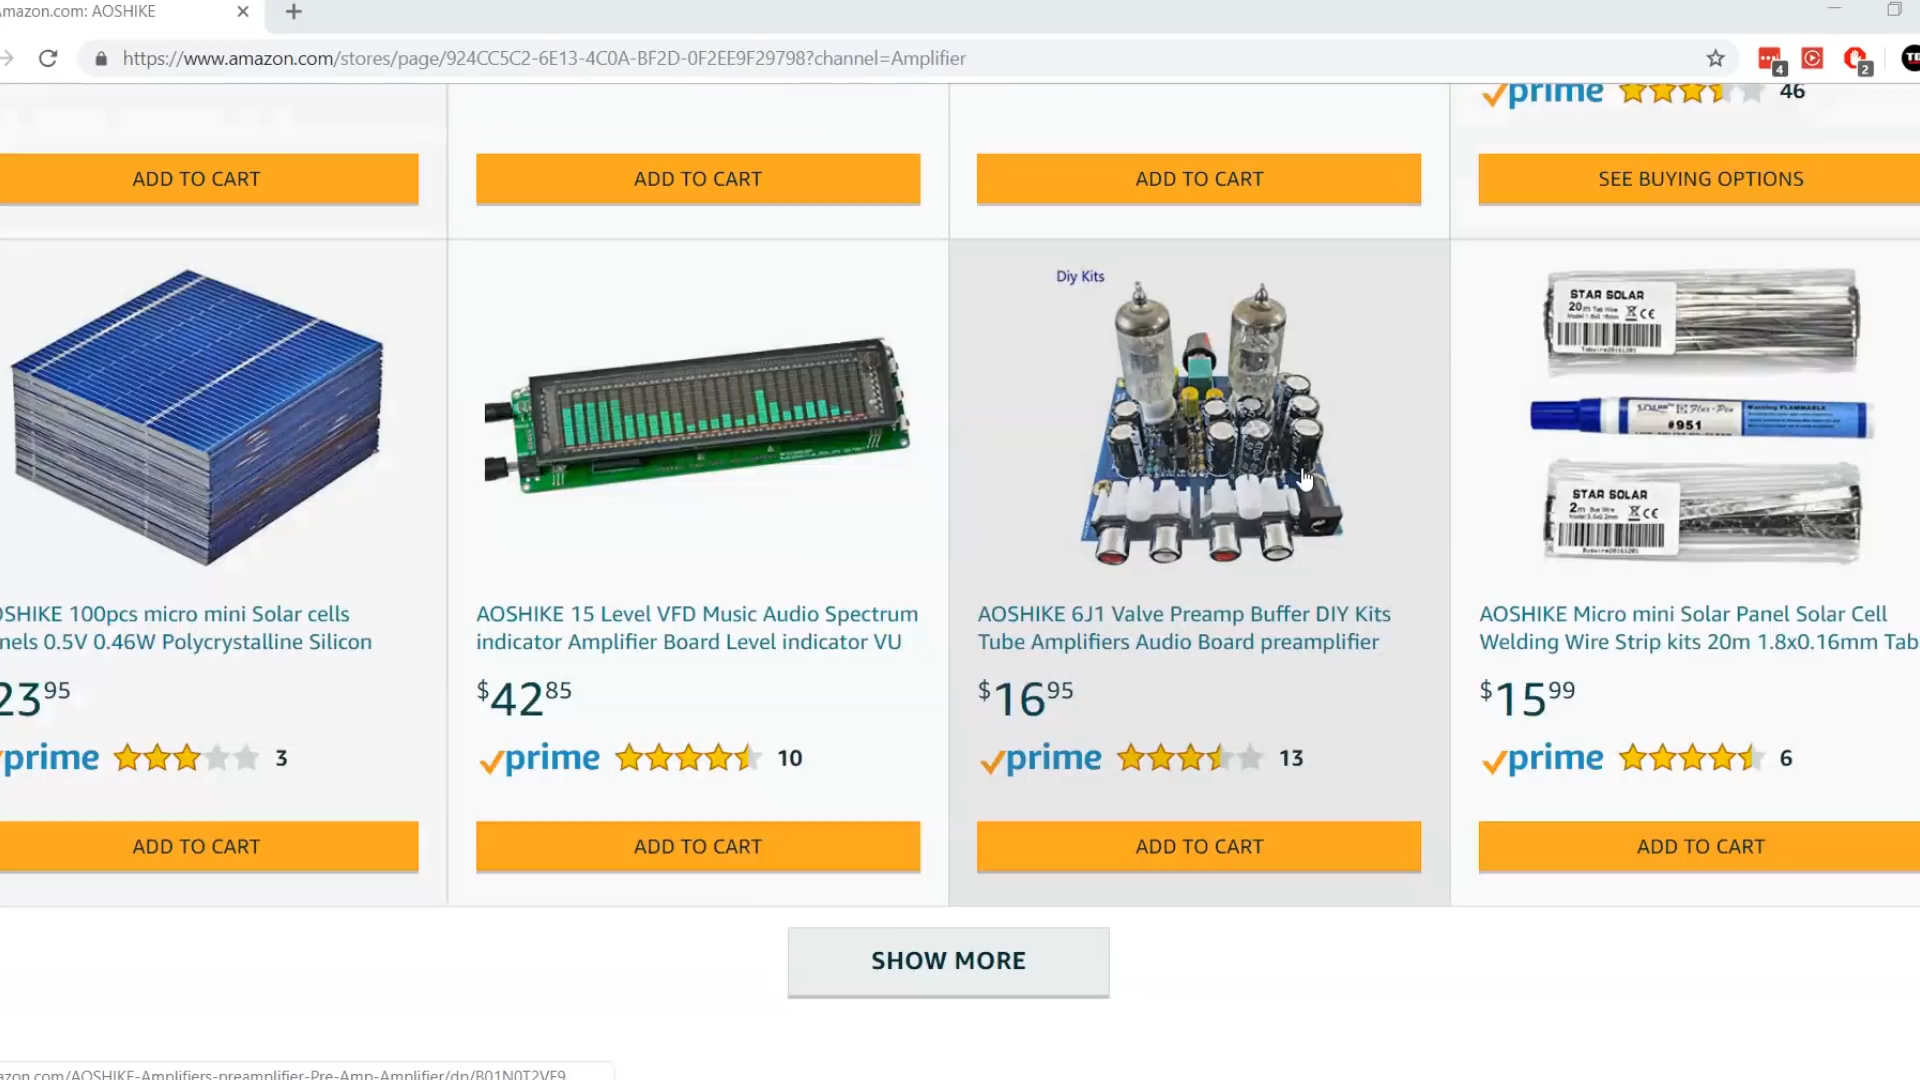 mazon.com: AOSHIKE
https://www.amazon.com/stores/page/924CC5C2-6E13-4C0A-BF2D-0F2EE9F29798?channel=Amplifier
4
2
prime 46
ADD TO CART
ADD TO CART
ADD TO CART
SEE BUYING OPTIONS
Diy Kits
STAR SOLAR
20m Tab Wire
CE
#951
STAR SOLAR
2m Bus Wire
CE
OSHIKE 100pcs micro mini Solar cells
nels 0.5V 0.46W Polycrystalline Silicon
23 95
prime 3
ADD TO CART
AOSHIKE 15 Level VFD Music Audio Spectrum
indicator Amplifier Board Level indicator VU
$42 85
prime 10
ADD TO CART
AOSHIKE 6J1 Valve Preamp Buffer DIY Kits
Tube Amplifiers Audio Board preamplifier
$16 95
prime 13
ADD TO CART
AOSHIKE Micro mini Solar Panel Solar Cell
Welding Wire Strip kits 20m 1.8x0.16mm Tab
$15 99
prime 6
ADD TO CART
SHOW MORE
azon.com/AOSHIKE-Amplifiers-preamplifier-Pre-Amp-Amplifier/dp/B01N0T2VF9